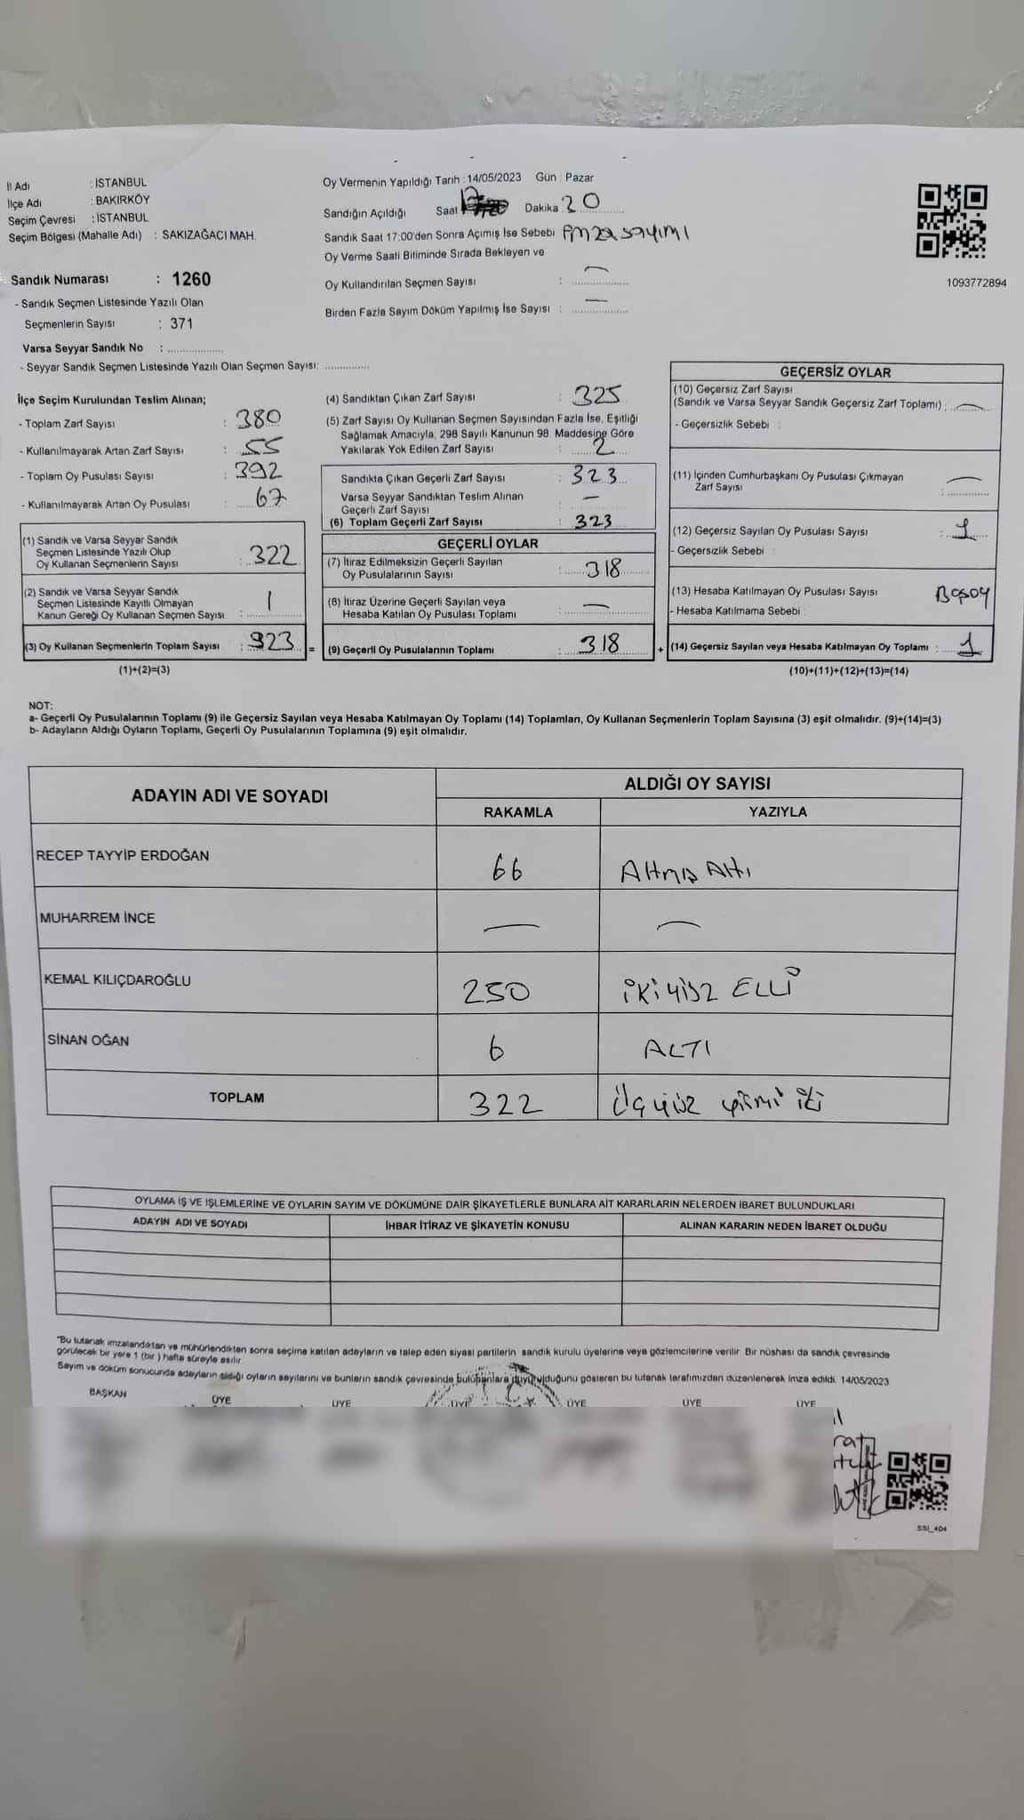 İl Adı : İSTANBUL
İlçe Adı : BAKIRKÖY
Seçim Çevresi : İSTANBUL
Seçim Bölgesi (Mahalle Adı) : SAKIZAĞACI MAH.
Sandık Numarası : 1260
- Sandık Seçmen Listesinde Yazılı Olan
Seçmenlerin Sayısı : 371
Varsa Seyyar Sandık No : ................
- Seyyar Sandık Seçmen Listesinde Yazılı Olan Seçmen Sayısı: .............
Oy Vermenin Yapıldığı Tarih : 14/05/2023 Gün : Pazar
Sandığın Açıldığı Saat 17 Dakika 20
Sandık Saat 17:00'den Sonra Açımış İse Sebebi imza sayımı
Oy Verme Saati Bitiminde Sırada Bekleyen ve
Oy Kullandırılan Seçmen Sayısı : —
Birden Fazla Sayım Döküm Yapılmış İse Sayısı : —
1093772894
İlçe Seçim Kurulundan Teslim Alınan;
- Toplam Zarf Sayısı : 380
- Kullanılmayarak Artan Zarf Sayısı : 55
- Toplam Oy Pusulası Sayısı : 392
- Kullanılmayarak Artan Oy Pusulası : 67
(1) Sandık ve Varsa Seyyar Sandık
Seçmen Listesinde Yazılı Olup
Oy Kullanan Seçmenlerin Sayısı : 322
(2) Sandık ve Varsa Seyyar Sandık
Seçmen Listesinde Kayıtlı Olmayan
Kanun Gereği Oy Kullanan Seçmen Sayısı : 1
(3) Oy Kullanan Seçmenlerin Toplam Sayısı : 323 =
(1)+(2)=(3)
(4) Sandıktan Çıkan Zarf Sayısı : 325
(5) Zarf Sayısı Oy Kullanan Seçmen Sayısından Fazla İse, Eşitliği
Sağlamak Amacıyla, 298 Sayılı Kanunun 98. Maddesine Göre
Yakılarak Yok Edilen Zarf Sayısı : 2
Sandıkta Çıkan Geçerli Zarf Sayısı : 323
Varsa Seyyar Sandıktan Teslim Alınan
Geçerli Zarf Sayısı : —
(6) Toplam Geçerli Zarf Sayısı : 323
GEÇERLİ OYLAR
(7) İtiraz Edilmeksizin Geçerli Sayılan
Oy Pusulalarının Sayısı : 318
(8) İtiraz Üzerine Geçerli Sayılan veya
Hesaba Katılan Oy Pusulası Toplamı : —
(9) Geçerli Oy Pusulalarının Toplamı : 318 +
GEÇERSİZ OYLAR
(10) Geçersiz Zarf Sayısı
(Sandık ve Varsa Seyyar Sandık Geçersiz Zarf Toplamı) : —
- Geçersizlik Sebebi :
(11) İçinden Cumhurbaşkanı Oy Pusulası Çıkmayan
Zarf Sayısı : —
(12) Geçersiz Sayılan Oy Pusulası Sayısı : 1
- Geçersizlik Sebebi :
(13) Hesaba Katılmayan Oy Pusulası Sayısı :
- Hesaba Katılmama Sebebi :
(14) Geçersiz Sayılan veya Hesaba Katılmayan Oy Toplamı : 1
(10)+(11)+(12)+(13)=(14)
NOT:
a- Geçerli Oy Pusulalarının Toplamı (9) ile Geçersiz Sayılan veya Hesaba Katılmayan Oy Toplamı (14) Toplamları, Oy Kullanan Seçmenlerin Toplam Sayısına (3) eşit olmalıdır. (9)+(14)=(3)
b- Adayların Aldığı Oyların Toplamı, Geçerli Oy Pusulalarının Toplamına (9) eşit olmalıdır.
ADAYIN ADI VE SOYADI ALDIĞI OY SAYISI
RAKAMLA YAZIYLA
RECEP TAYYİP ERDOĞAN 66 Altmış Altı
MUHARREM İNCE — —
KEMAL KILIÇDAROĞLU 250 İKİ YÜZ ELLİ
SİNAN OĞAN 6 ALTI
TOPLAM 322 Üçyüz yirmi iki
OYLAMA İŞ VE İŞLEMLERİNE VE OYLARIN SAYIM VE DÖKÜMÜNE DAİR ŞİKAYETLERLE BUNLARA AİT KARARLARIN NELERDEN İBARET BULUNDUKLARI
ADAYIN ADI VE SOYADI İHBAR İTİRAZ VE ŞİKAYETİN KONUSU ALINAN KARARIN NEDEN İBARET OLDUĞU
"Bu tutanak imzalandıktan ve mühürlendikten sonra seçime katılan adayların ve talep eden siyasi partilerin sandık kurulu üyelerine veya gözlemcilerine verilir. Bir nüshası da sandık çevresinde
görülecek bir yere 1 (bir ) hafta süreyle asılır.
Sayım ve döküm sonucunda adayların aldığı oyların sayılarını ve bunların sandık çevresinde bulunanlara duyurulduğunu gösteren bu tutanak tarafımızdan düzenlenerek imza edildi. 14/05/2023
BAŞKAN ÜYE ÜYE ÜYE ÜYE ÜYE ÜYE
SSI_404